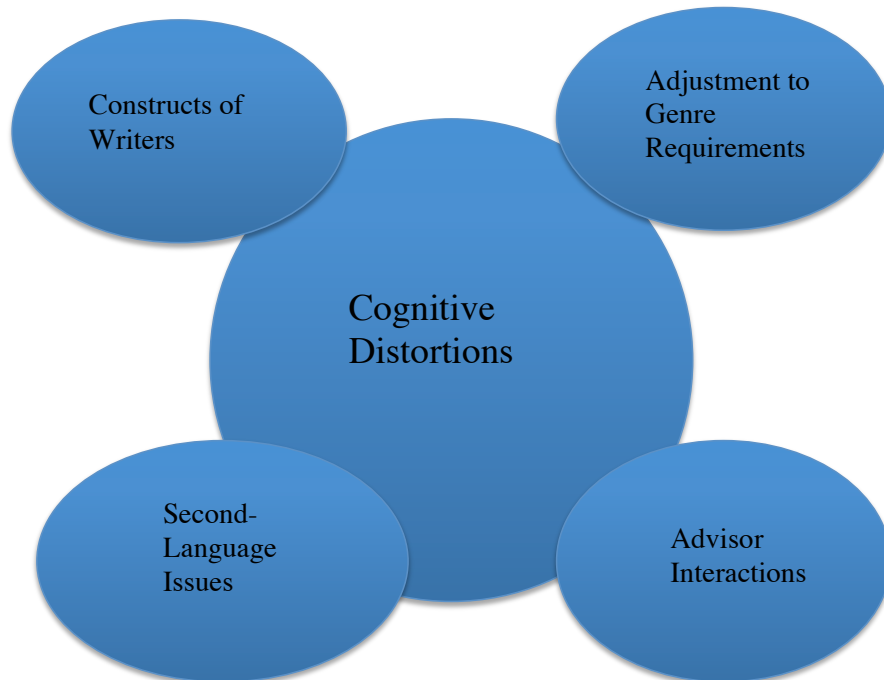 Constructs of
Writers
Adjustment to
Genre
Requirements
Cognitive
Distortions
Second-
Language
Issues
Advisor
Interactions